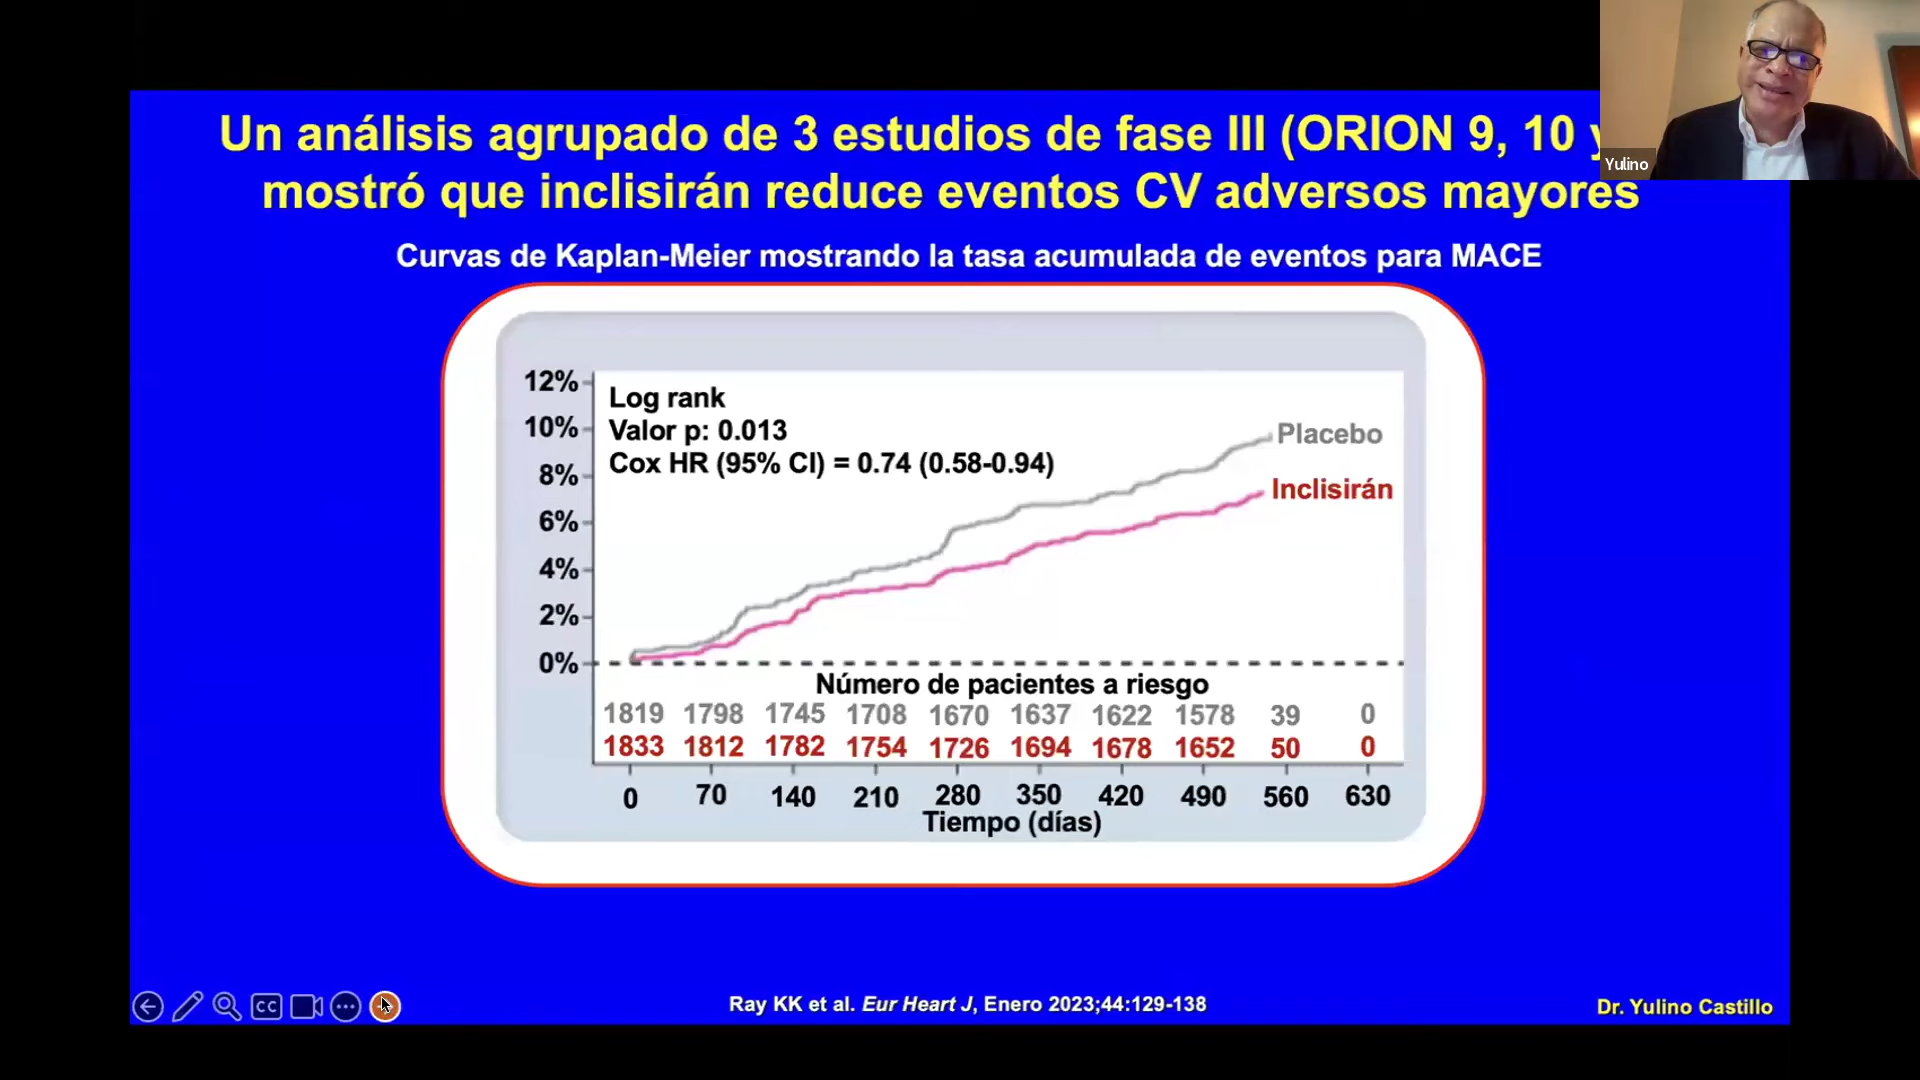 Un análisis agrupado de 3 estudios de fase III (ORION 9, 10 y
mostró que inclisirán reduce eventos CV adversos mayores
Yulino
Curvas de Kaplan-Meier mostrando la tasa acumulada de eventos para MACE
12%
10%
8%
6%
4%
2%
0%
Log rank
Valor p: 0.013
Cox HR (95% CI) = 0.74 (0.58-0.94)
Placebo
Inclisirán
Número de pacientes a riesgo
1819 1798 1745 1708 1670 1637 1622 1578 39 0
1833 1812 1782 1754 1726 1694 1678 1652 50 0
0 70 140 210 280 350 420 490 560 630
Tiempo (días)
CC
Ray KK et al. Eur Heart J, Enero 2023;44:129-138
Dr. Yulino Castillo